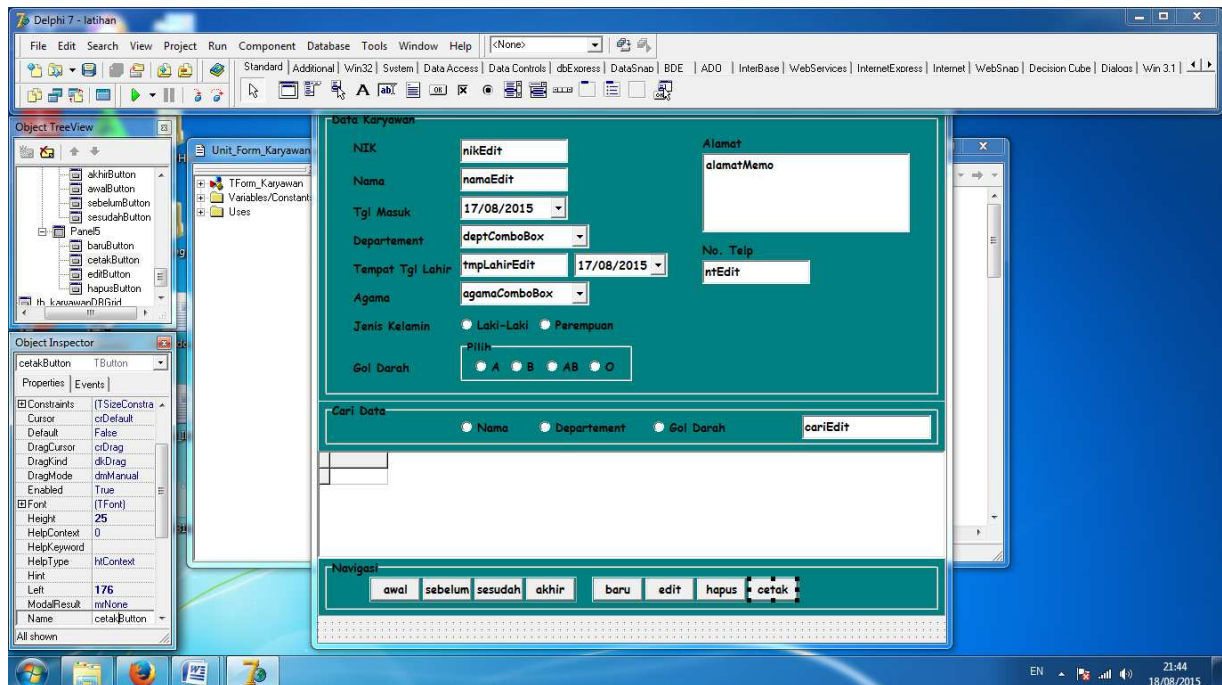 Delphi 7 - latihan
File Edit Search View Project Run Component Database Tools Window Help <None>
Standard Additional Win32 System Data Access Data Controls dbExpress DataSnap BDE ADO InterBase WebServices InternetExpress Internet WebSnap Decision Cube Dialogs Win 3.1
Object TreeView
akhirButton
awalButton
sebelumButton
sesudahButton
Panel5
baruButton
cetakButton
editButton
hapusButton
tb_karyawanDBGrid
Object Inspector
cetakButton TButton
Properties Events
Constraints (TSizeConstra
Cursor crDefault
Default False
DragCursor crDrag
DragKind dkDrag
DragMode dmManual
Enabled True
Font (TFont)
Height 25
HelpContext 0
HelpKeyword
HelpType htContext
Hint
Left 176
ModalResult mrNone
Name cetakButton
All shown
Unit_Form_Karyawan
TForm_Karyawan
Variables/Constants
Uses
Data Karyawan
NIK nikEdit
Nama namaEdit
Tgl Masuk 17/08/2015
Departement deptComboBox
Tempat Tgl Lahir tmpLahirEdit 17/08/2015
Agama agamaComboBox
Jenis Kelamin Laki-Laki Perempuan
Pilih
Gol Darah A B AB O
Alamat
alamatMemo
No. Telp
ntEdit
Cari Data
Nama Departement Gol Darah cariEdit
Navigasi
awal sebelum sesudah akhir baru edit hapus cetak
EN 21:44
18/08/2015